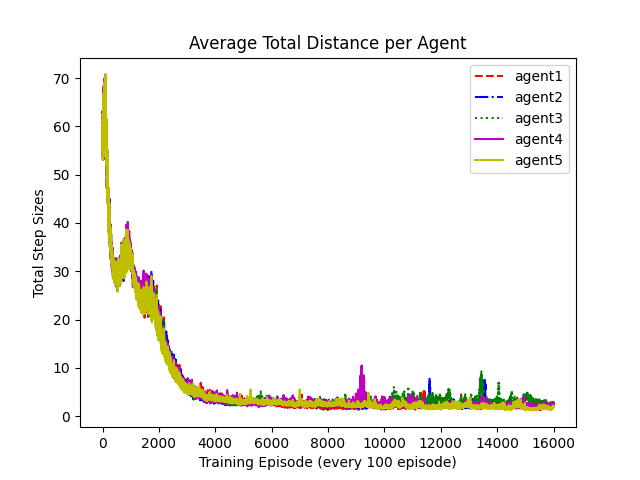 Average Total Distance per Agent
agent1
agent2
agent3
agent4
agent5
Total Step Sizes
70
60
50
40
30
20
10
0
0 2000 4000 6000 8000 10000 12000 14000 16000
Training Episode (every 100 episode)